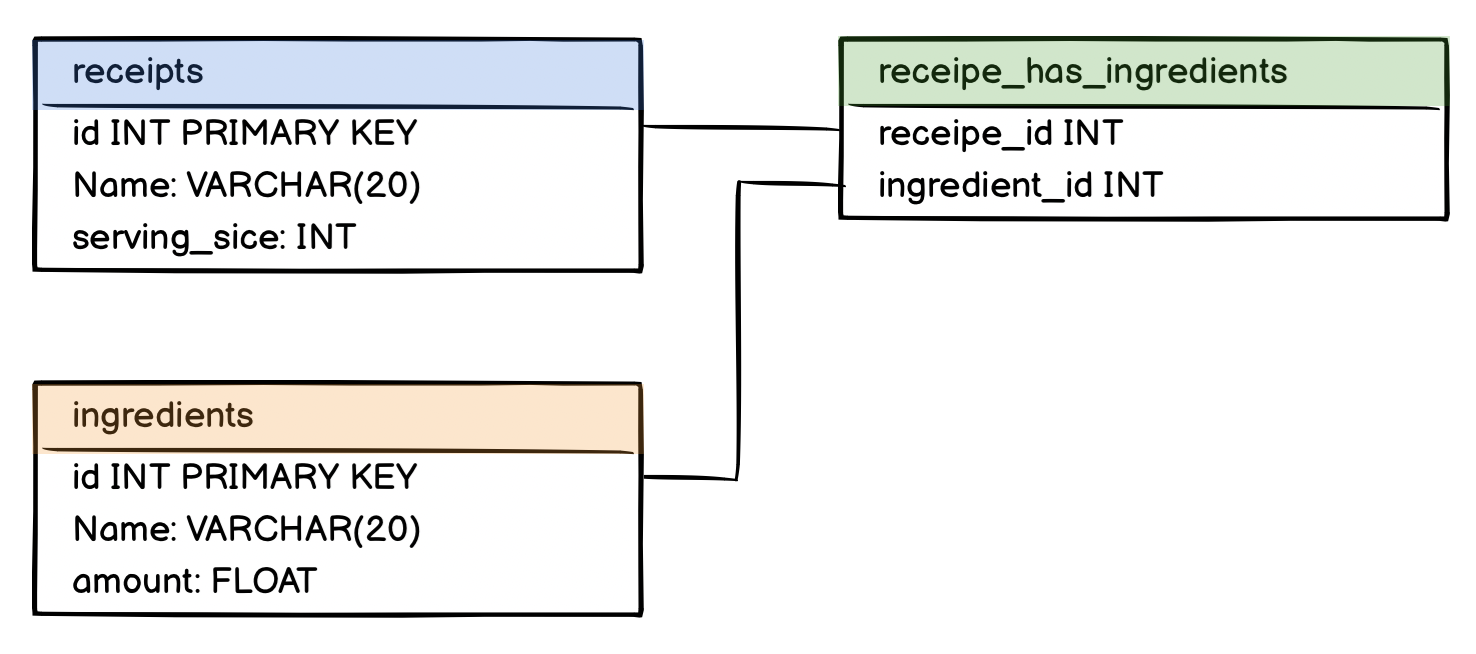 receipts
id INT PRIMARY KEY
Name: VARCHAR(20)
serving_sice: INT
receipe_has_ingredients
receipe_id INT
ingredient_id INT
ingredients
id INT PRIMARY KEY
Name: VARCHAR(20)
amount: FLOAT